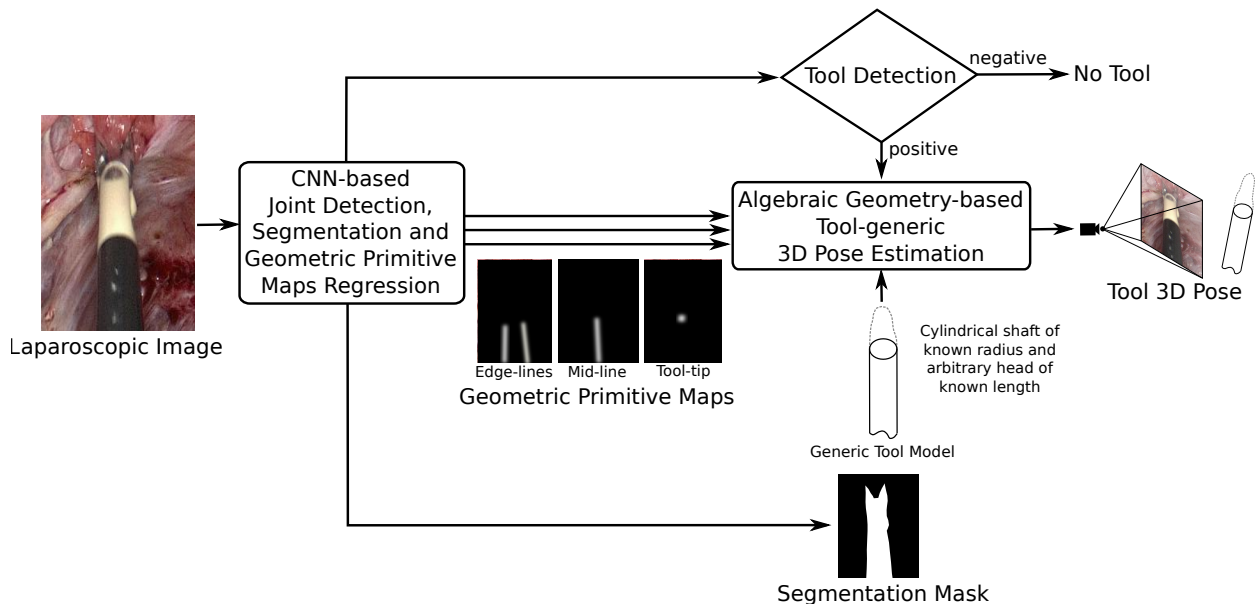 Tool Detection
negative
No Tool
positive
Laparoscopic Image
CNN-based
Joint Detection,
Segmentation and
Geometric Primitive
Maps Regression
Edge-lines
Mid-line
Tool-tip
Geometric Primitive Maps
Algebraic Geometry-based
Tool-generic
3D Pose Estimation
Tool 3D Pose
Cylindrical shaft of
known radius and
arbitrary head of
known length
Generic Tool Model
Segmentation Mask